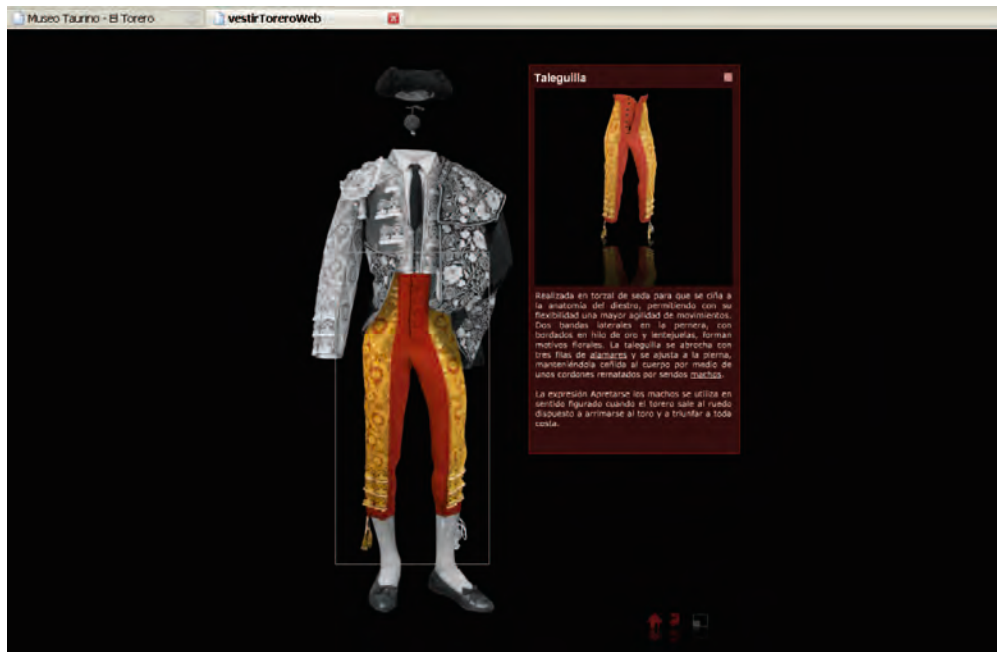 Museo Taurino - El Torero
vestirToreroWeb
Taleguilla
Realizada en torzal de seda para que se ciña a
la anatomía del diestro, permitiendo con su
flexibilidad una mayor agilidad de movimientos.
Dos bandas laterales en la pernera, con
bordados en hilo de oro y lentejuelas, forman
motivos florales. La taleguilla se abrocha con
tres filas de alamares y se ajusta a la pierna,
manteniéndola ceñida al cuerpo por medio de
unos cordones rematados por sendos machos.
La expresión Apretarse los machos se utiliza en
sentido figurado cuando el torero sale al ruedo
dispuesto a arrimarse al toro y a triunfar a toda
costa.